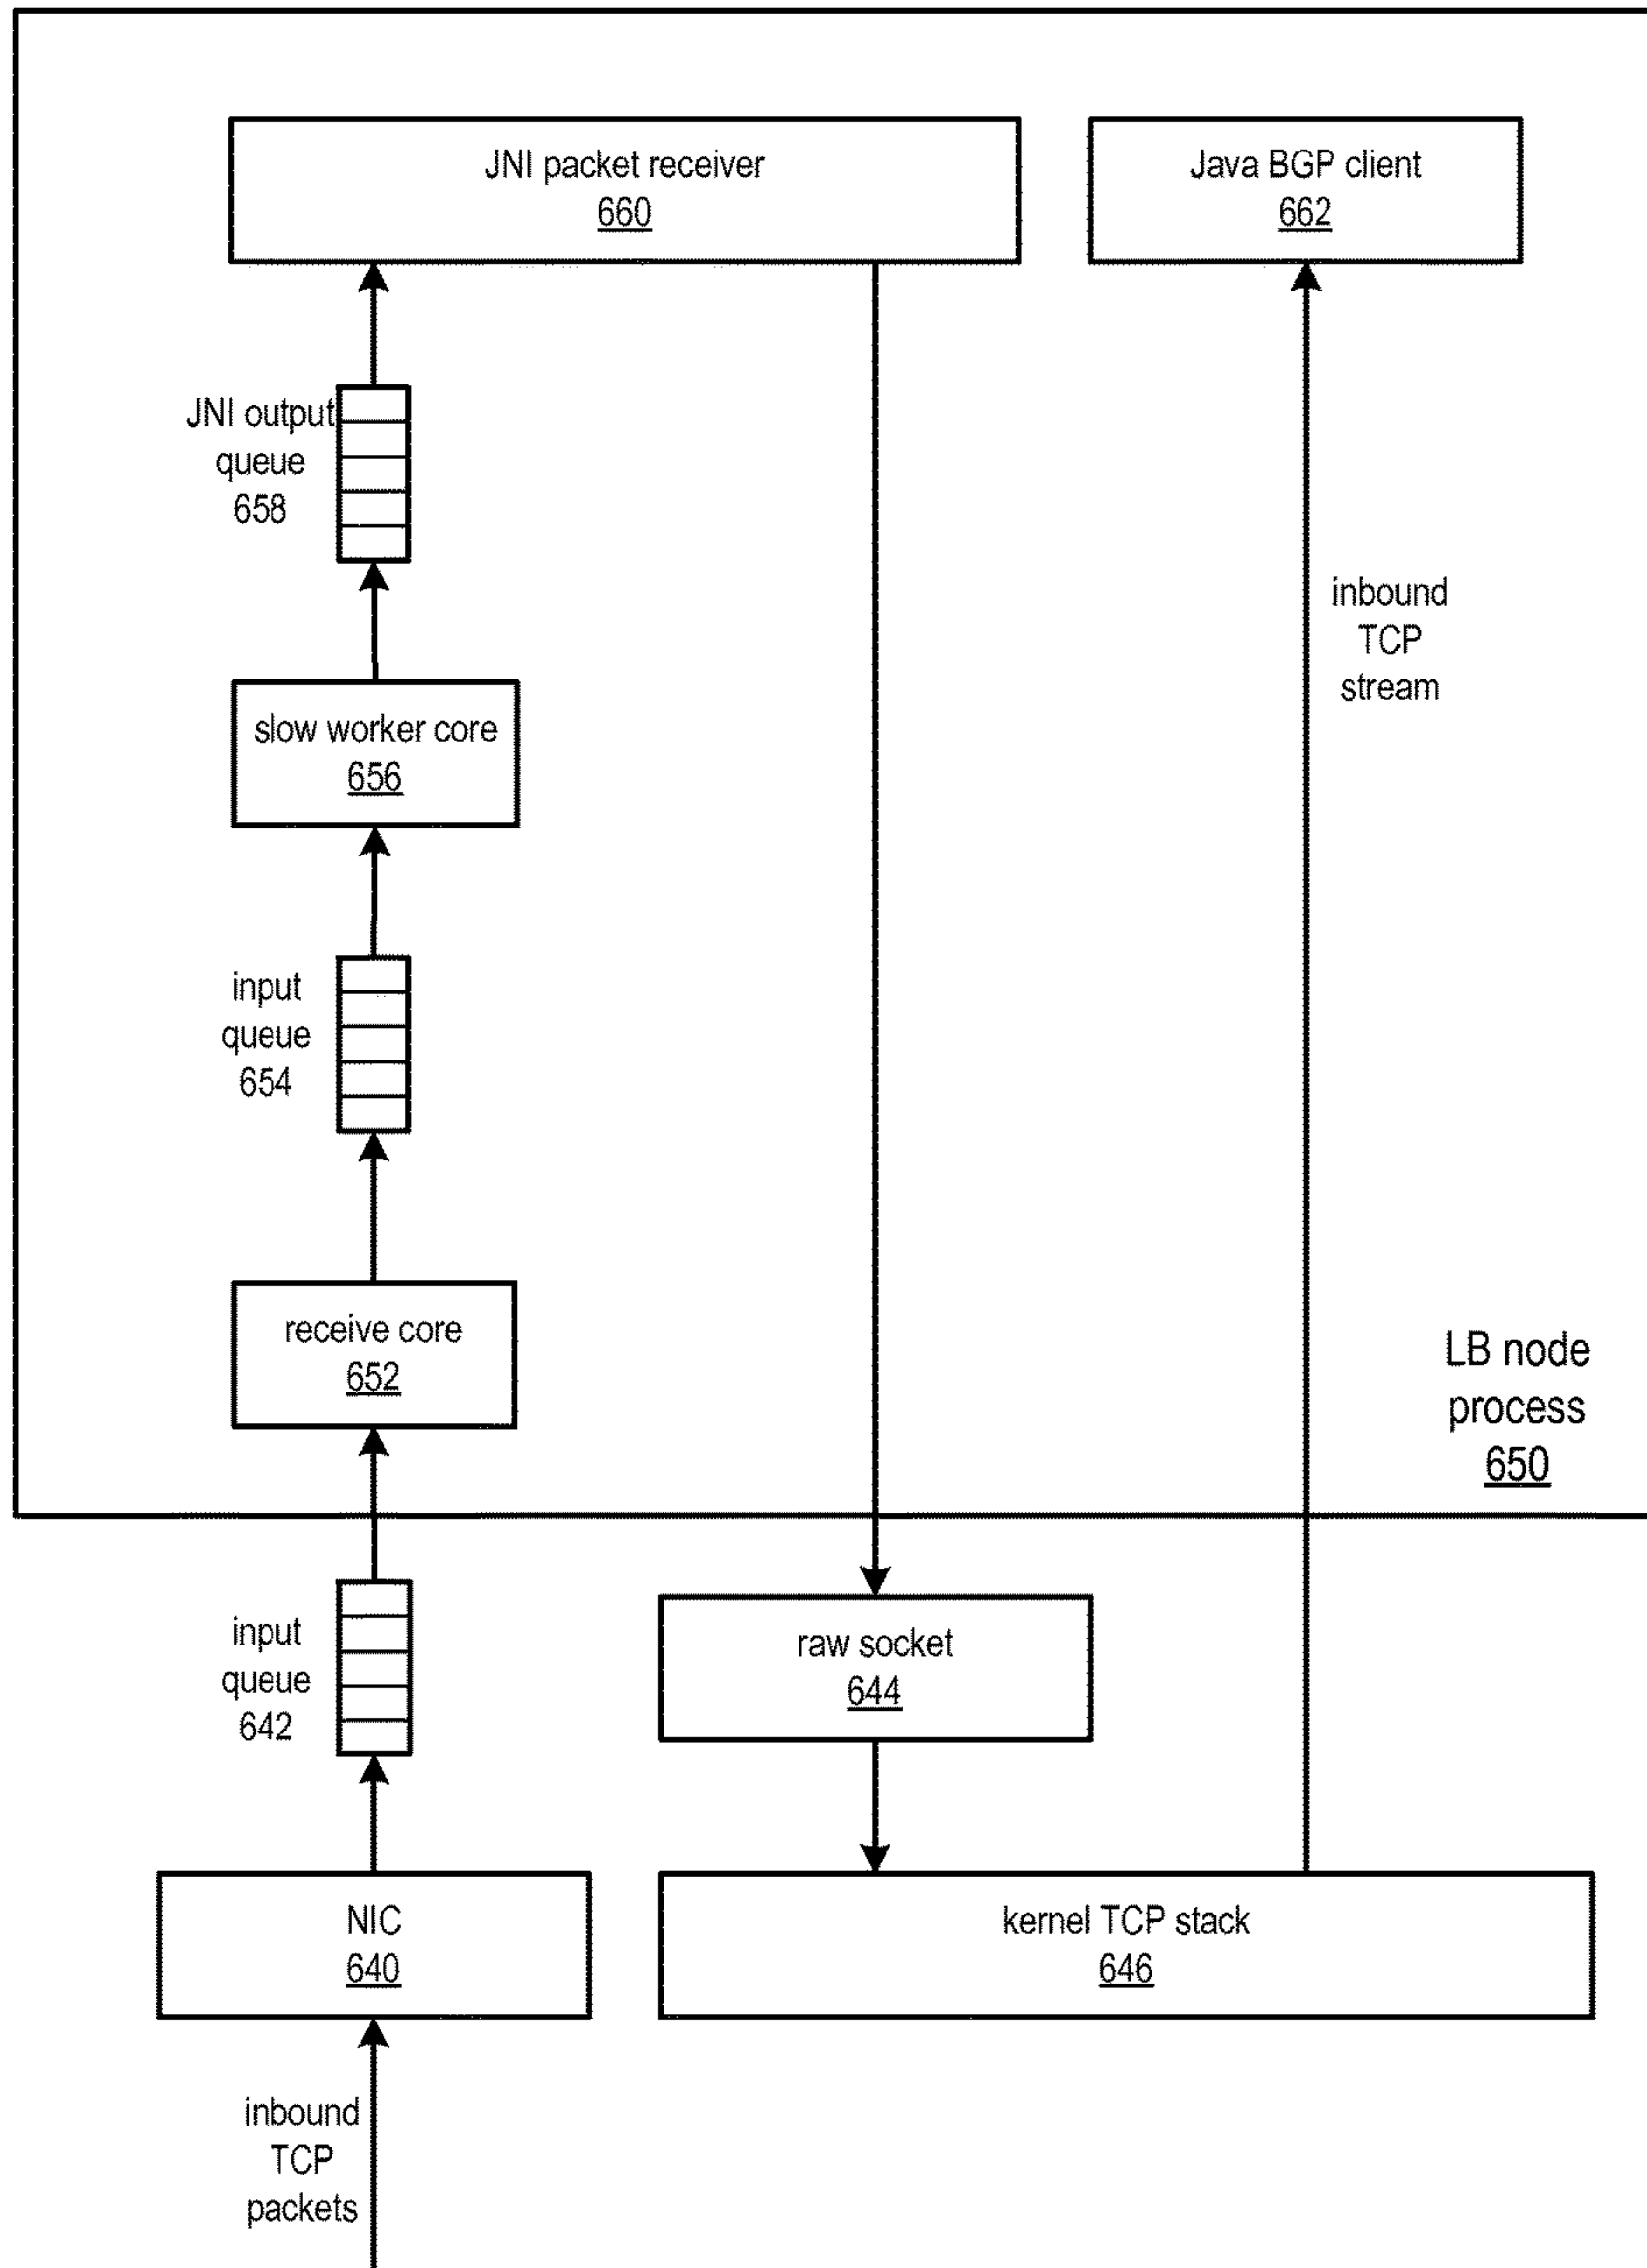 JNI packet receiver
660
Java BGP client
662
JNI output
queue
658
inbound
TCP
stream
slow worker core
656
input
queue
654
receive core
652
LB node
process
650
input
queue
642
raw socket
644
NIC
640
kernel TCP stack
646
inbound
TCP
packets